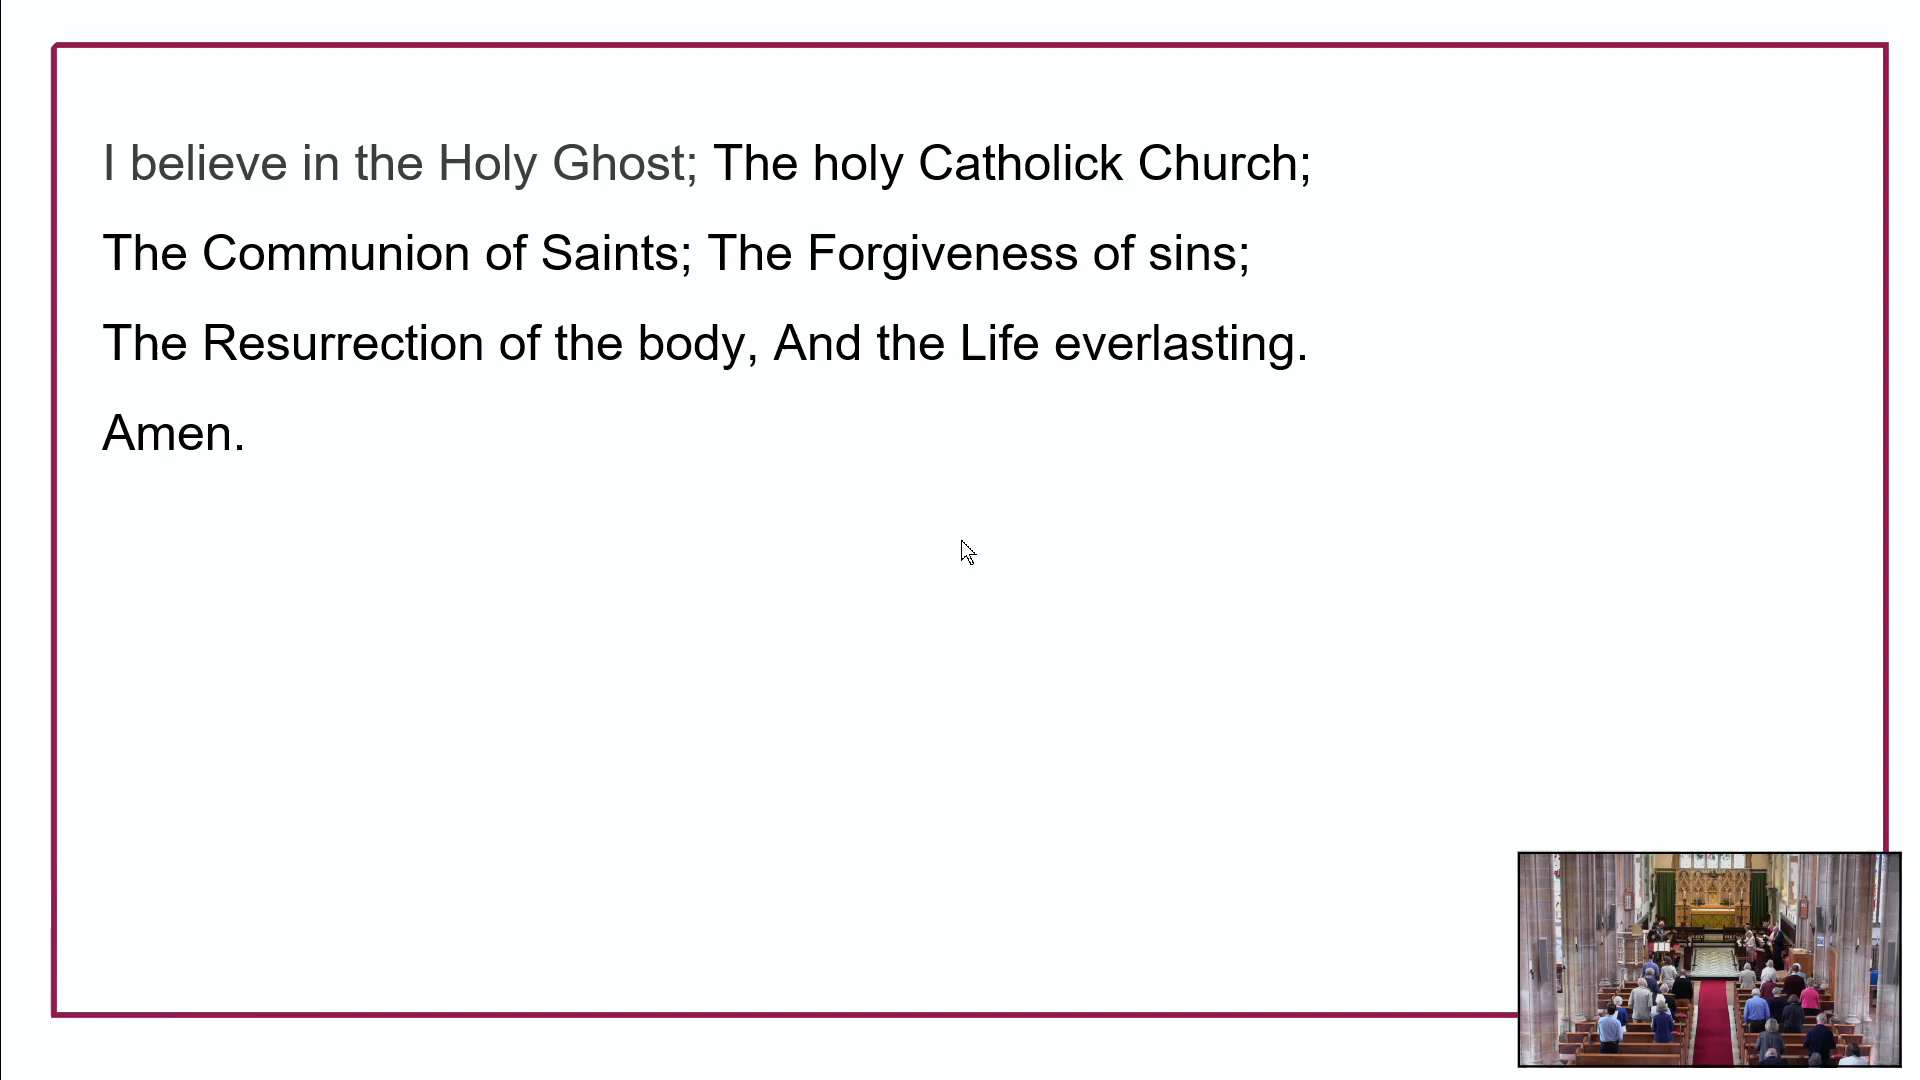 I believe in the Holy Ghost; The holy Catholick Church;
The Communion of Saints; The Forgiveness of sins;
The Resurrection of the body, And the Life everlasting.
Amen.